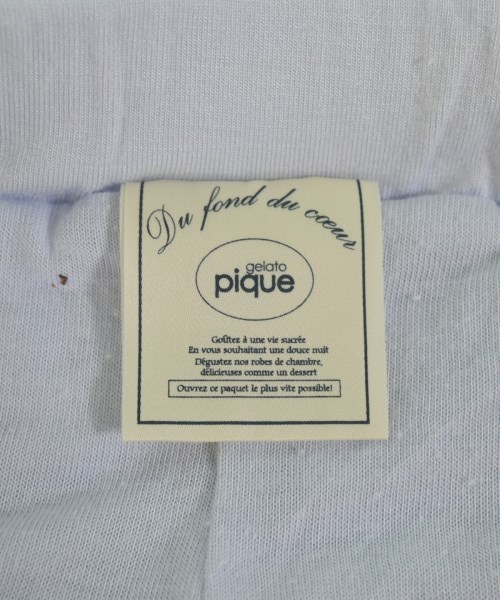 Du fond du cœur
gelato
pique
Goûtez à une vie sucrée
En vous souhaitant une douce nuit
Dégustez nos robes de chambre,
délicieuses comme un dessert
Ouvrez ce paquet le plus vite possible!